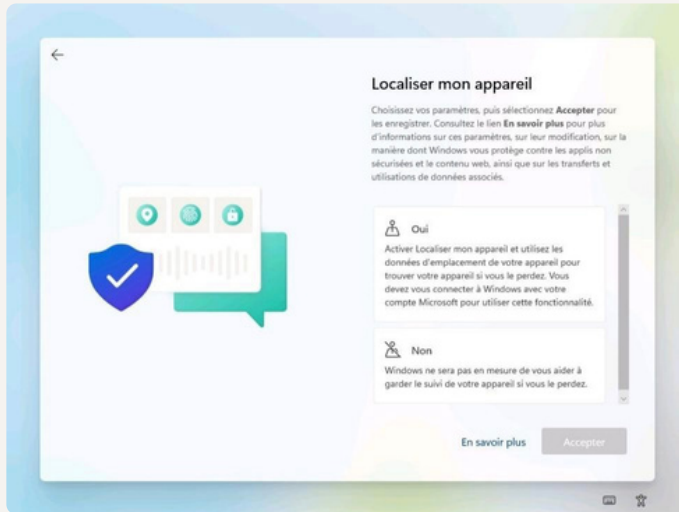 Localiser mon appareil
Choisissez vos paramètres, puis sélectionnez Accepter pour
les enregistrer. Consultez le lien En savoir plus pour plus
d'informations sur ces paramètres, sur leur modification, sur la
manière dont Windows vous protège contre les applis non
sécurisées et le contenu web, ainsi que sur les transferts et
utilisations de données associés.
Oui
Activer Localiser mon appareil et utilisez les
données d'emplacement de votre appareil pour
trouver votre appareil si vous le perdez. Vous
devez vous connecter à Windows avec votre
compte Microsoft pour utiliser cette fonctionnalité.
Non
Windows ne sera pas en mesure de vous aider à
garder le suivi de votre appareil si vous le perdez.
En savoir plus
Accepter